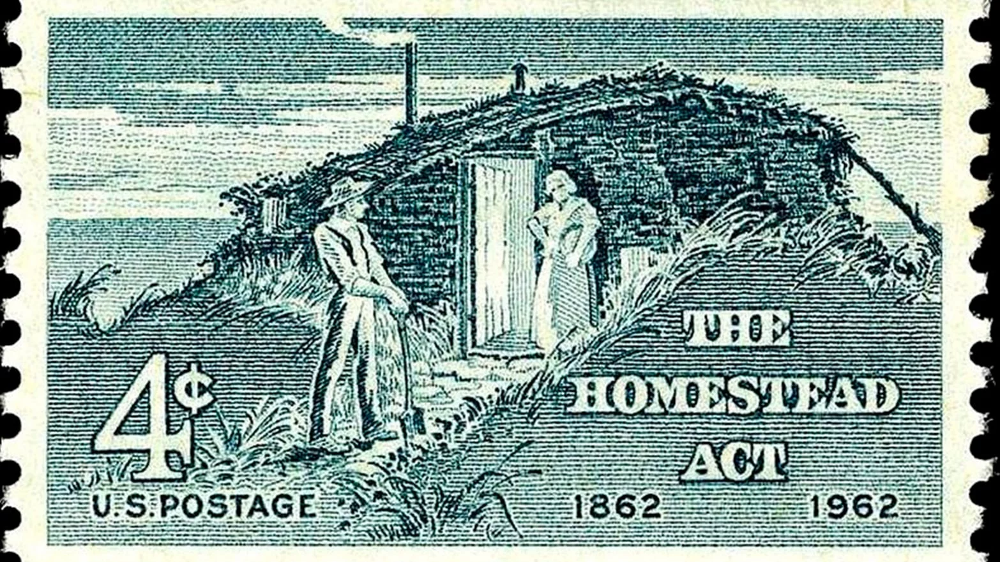 THE
HOMESTEAD
ACT
4¢
U.S. POSTAGE
1862 1962